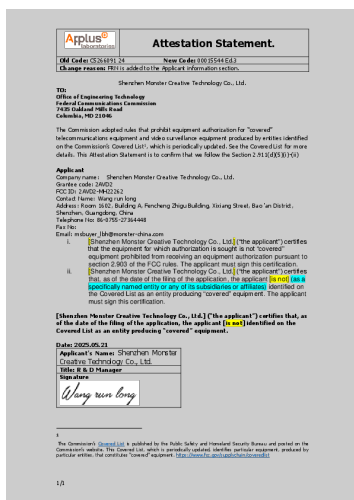 Applus+
laboratories
Attestation Statement.
Old Code: CS266091 24 New Code: 00015544 Ed.3
Change reason: FRN is added to the Applicant information section.
Shenzhen Monster Creative Technology Co., Ltd.
TO:
Office of Engineering Technology
Federal Communications Commission
7435 Oakland Mills Road
Columbia, MD 21046
The Commission adopted rules that prohibit equipment authorization for "covered"
telecommunications equipment and video surveillance equipment produced by entities identified
on the Commission's Covered List¹, which is periodically updated. See the Covered List for more
details. This Attestation Statement is to confirm that we follow the Section 2.911(d)(5)(i)-(ii)
Applicant
Company name: Shenzhen Monster Creative Technology Co., Ltd.
Grantee code: 2AVD2
FCC ID: 2AVD2-MH22262
Contact Name: Wang run long
Address: Room 1602, Building A, Fencheng Zhigu Building, Xixiang Street, Bao'an District,
Shenzhen, Guangdong, China
Telephone No: 86-0755-27364448
Fax No:
Email: msbuyer_lbh@monster-china.com
i. [Shenzhen Monster Creative Technology Co., Ltd.] ("the applicant") certifies
that the equipment for which authorization is sought is not "covered"
equipment prohibited from receiving an equipment authorization pursuant to
section 2.903 of the FCC rules. The applicant must sign this certification.
ii. [Shenzhen Monster Creative Technology Co., Ltd.] ("the applicant") certifies
that, as of the date of the filing of the application, the applicant [is not] (as a
specifically named entity or any of its subsidiaries or affiliates) identified on
the Covered List as an entity producing "covered" equipment. The applicant
must sign this certification.
[Shenzhen Monster Creative Technology Co., Ltd.] ("the applicant") certifies that, as
of the date of the filing of the application, the applicant [is not] identified on the
Covered List as an entity producing "covered" equipment.
Date: 2025.05.21
Applicant's Name: Shenzhen Monster
Creative Technology Co., Ltd.
Title: R & D Manager
Signature
Wang run long
1
The Commission's Covered List is published by the Public Safety and Homeland Security Bureau and posted on the
Commission's website. This Covered List, which is periodically updated, identifies particular equipment, produced by
particular entities, that constitutes "covered" equipment. https://www.fcc.gov/supplychain/coveredlist
1/1